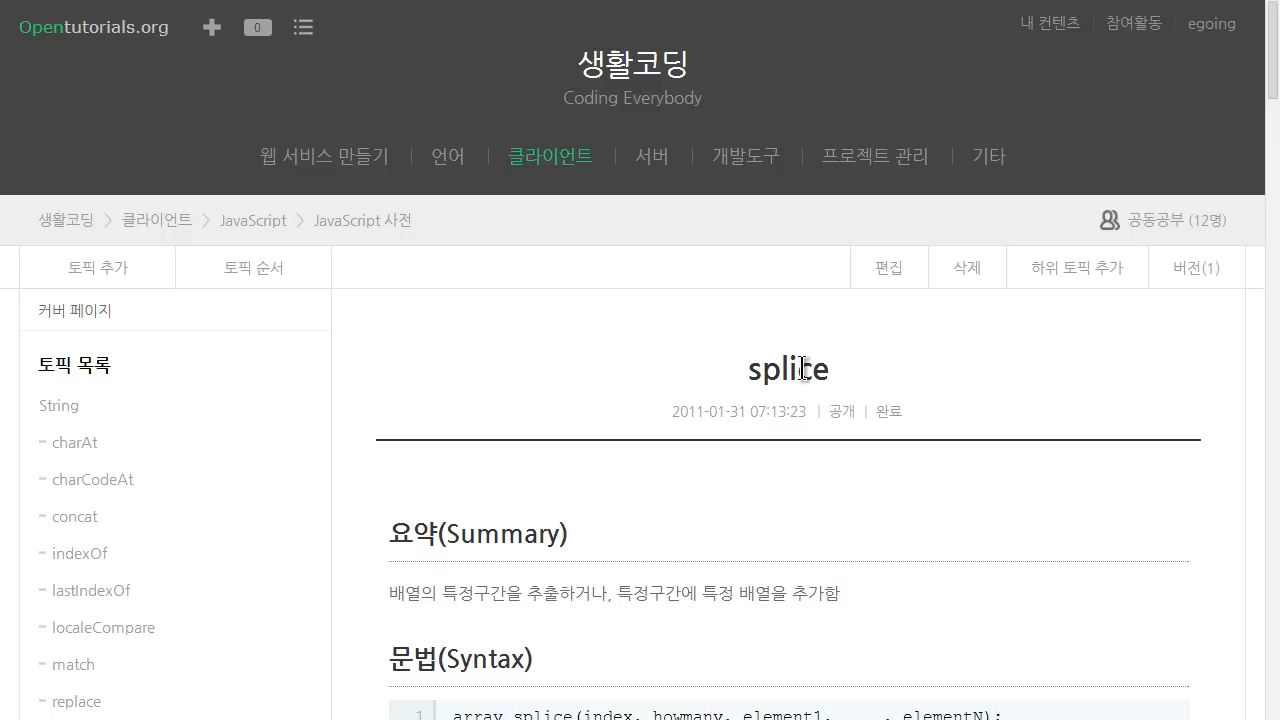 Opentutorials.org
0
내 컨텐츠
참여활동
egoing
생활코딩
Coding Everybody
웹 서비스 만들기
언어
클라이언트
서버
개발도구
프로젝트 관리
기타
생활코딩 > 클라이언트 > JavaScript > JavaScript 사전
공동공부 (12명)
토픽 추가
토픽 순서
편집
삭제
하위 토픽 추가
버전(1)
커버 페이지
토픽 목록
String
- charAt
- charCodeAt
- concat
- indexOf
- lastIndexOf
- localeCompare
- match
- replace
splice
2011-01-31 07:13:23 | 공개 | 완료
요약(Summary)
배열의 특정구간을 추출하거나, 특정구간에 특정 배열을 추가함
문법(Syntax)
1 array.splice(index, howmany, element1, ..., elementN);